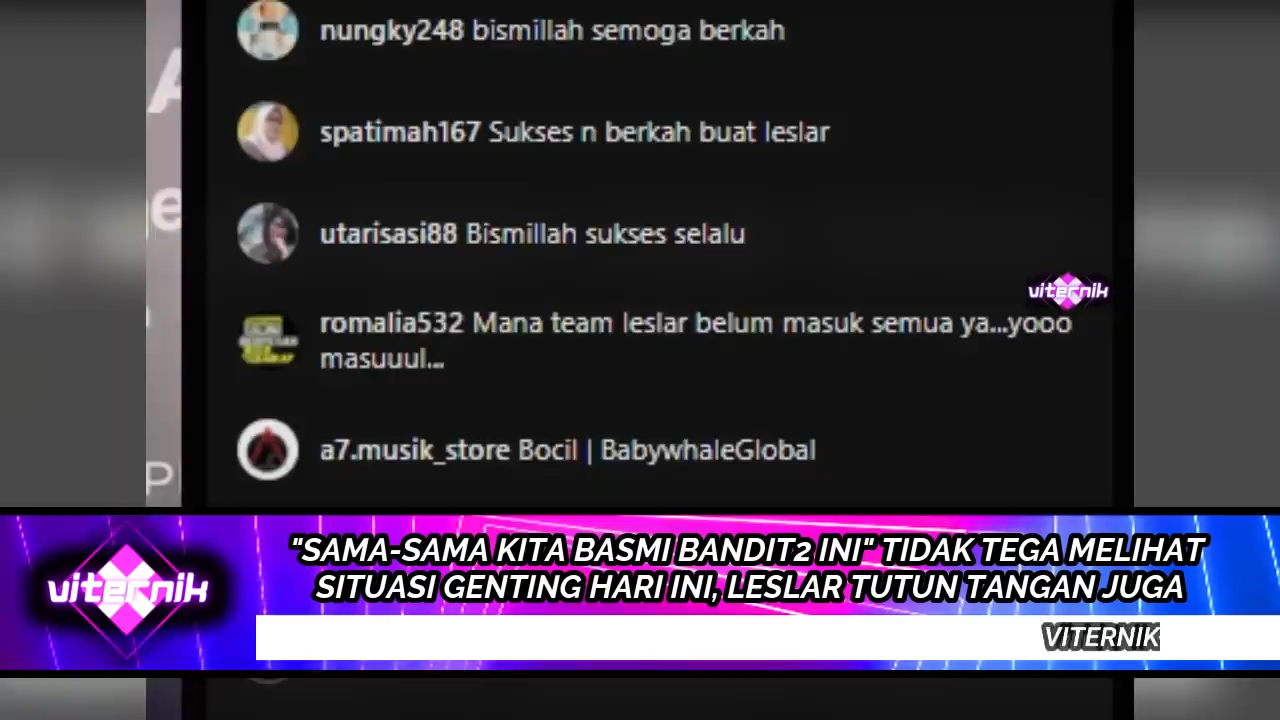 nungky248 bismillah semoga berkah
spatimah167 Sukses n berkah buat leslar
utarisasi88 Bismillah sukses selalu
viternik
romalia532 Mana team leslar belum masuk semua ya...yooo
masuuul...
a7.musik_store Bocil | BabywhaleGlobal
"SAMA-SAMA KITA BASMI BANDIT2 INI" TIDAK TEGA MELIHAT
SITUASI GENTING HARI INI, LESLAR TUTUN TANGAN JUGA
viternik
VITERNIK